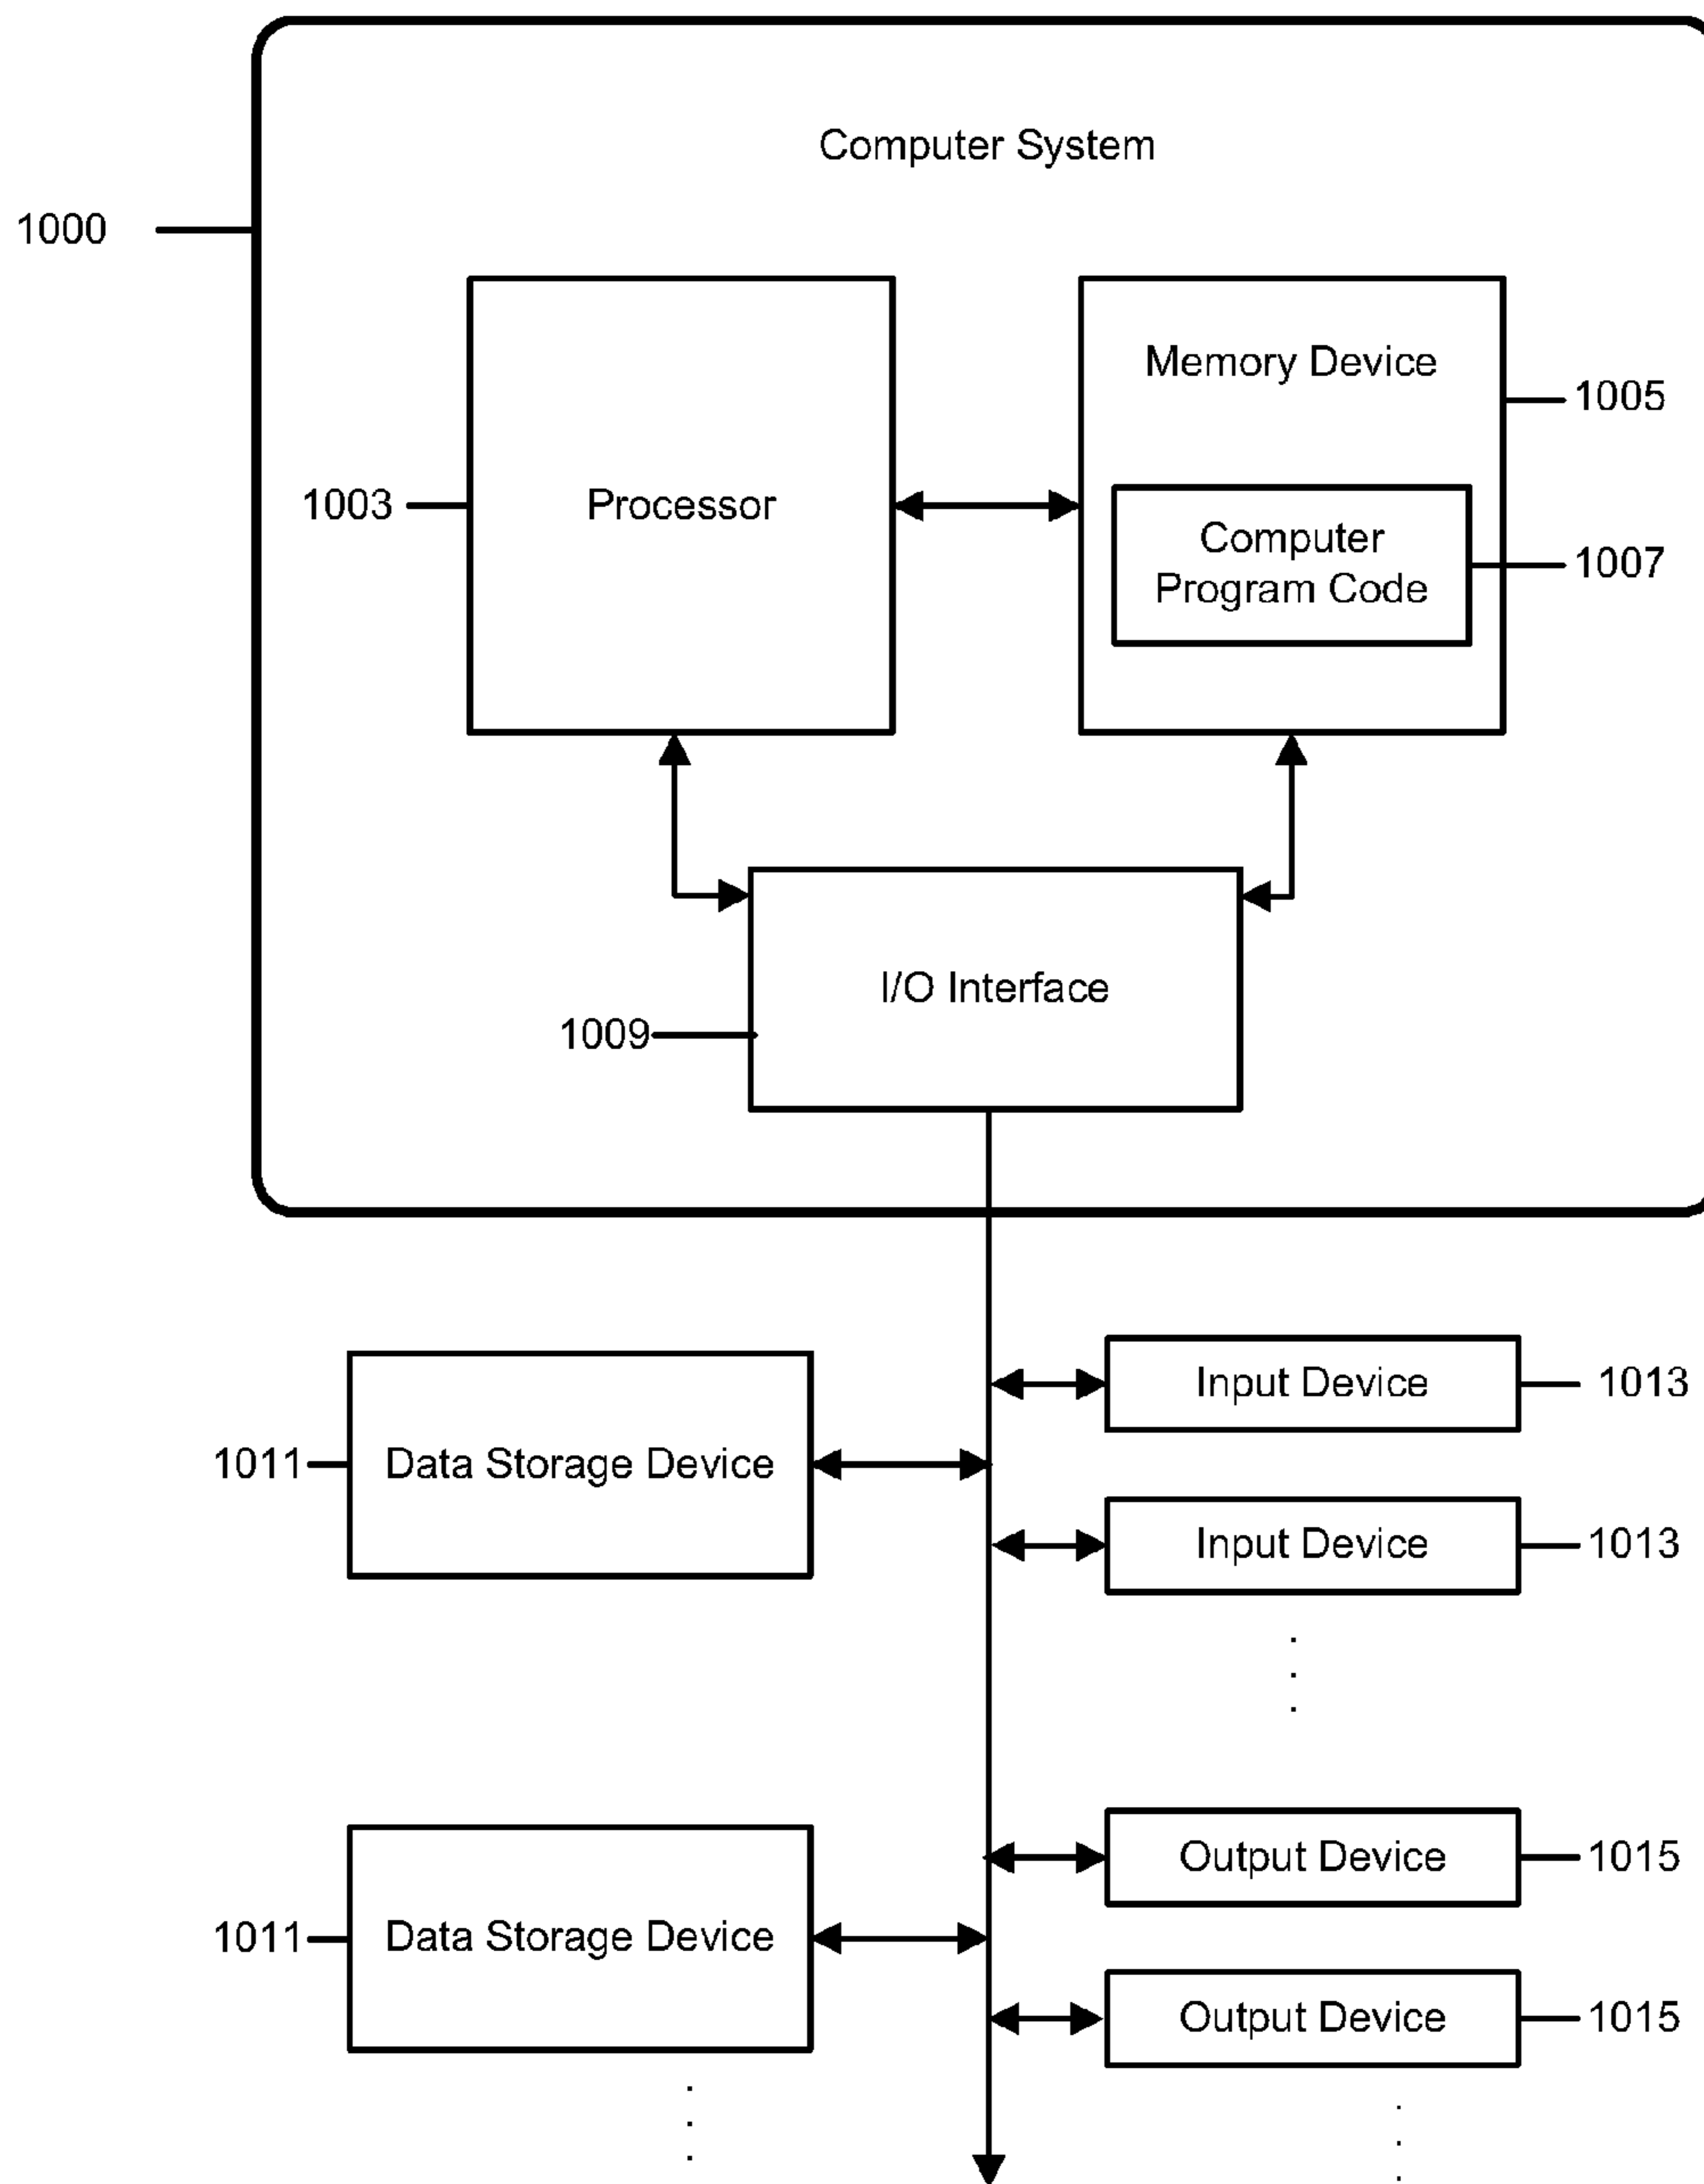 Computer System
1000
Memory Device
1005
1003
Processor
Computer
Program Code
1007
I/O Interface
1009
Input Device
1013
1011
Data Storage Device
Input Device
1013
Output Device
1015
1011
Data Storage Device
Output Device
1015